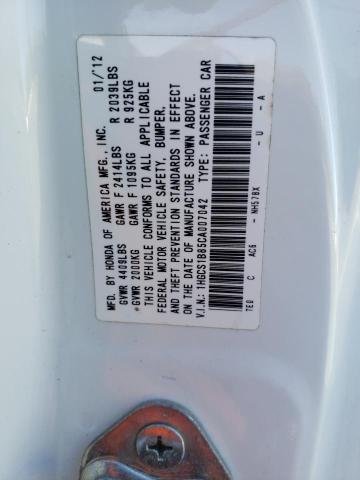 MFD. BY HONDA OF AMERICA MFG., INC. 01/'12
GVWR 4409LBS GAWR F 2414LBS R 2039LBS
*GVWR 2000KG GAWR F 1095KG R 925KG
THIS VEHICLE CONFORMS TO ALL APPLICABLE
FEDERAL MOTOR VEHICLE SAFETY, BUMPER,
AND THEFT PREVENTION STANDARDS IN EFFECT
ON THE DATE OF MANUFACTURE SHOWN ABOVE.
V.I.N.: 1HGCS1B85CA007042 TYPE: PASSENGER CAR
TE0 C AC6 - NH578X - U - A